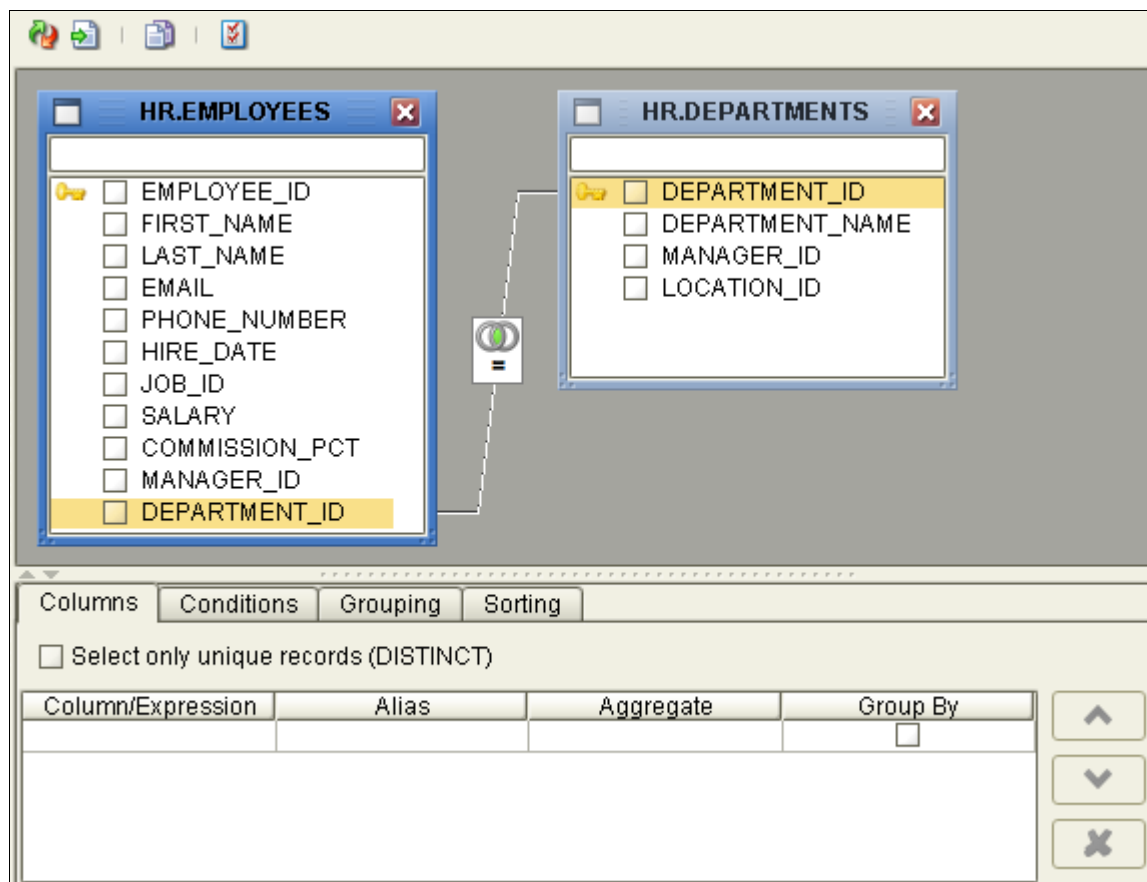 HR.EMPLOYEES
EMPLOYEE_ID
FIRST_NAME
LAST_NAME
EMAIL
PHONE_NUMBER
HIRE_DATE
JOB_ID
SALARY
COMMISSION_PCT
MANAGER_ID
DEPARTMENT_ID
=
HR.DEPARTMENTS
DEPARTMENT_ID
DEPARTMENT_NAME
MANAGER_ID
LOCATION_ID
Columns Conditions Grouping Sorting
Select only unique records (DISTINCT)
Column/Expression Alias Aggregate Group By